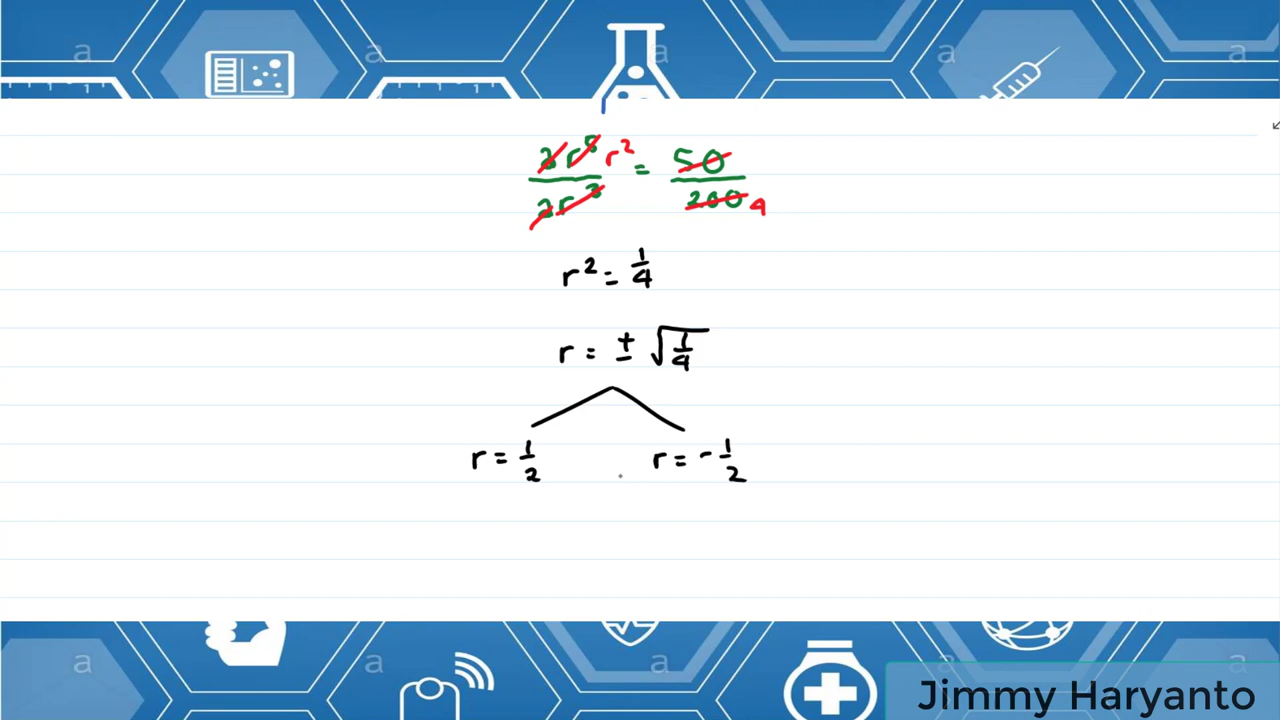 2r⁵ r² = 50
2r³ 200 4
r² = 1/4
r = ± √1/4
r = 1/2 r = -1/2
Jimmy Haryanto